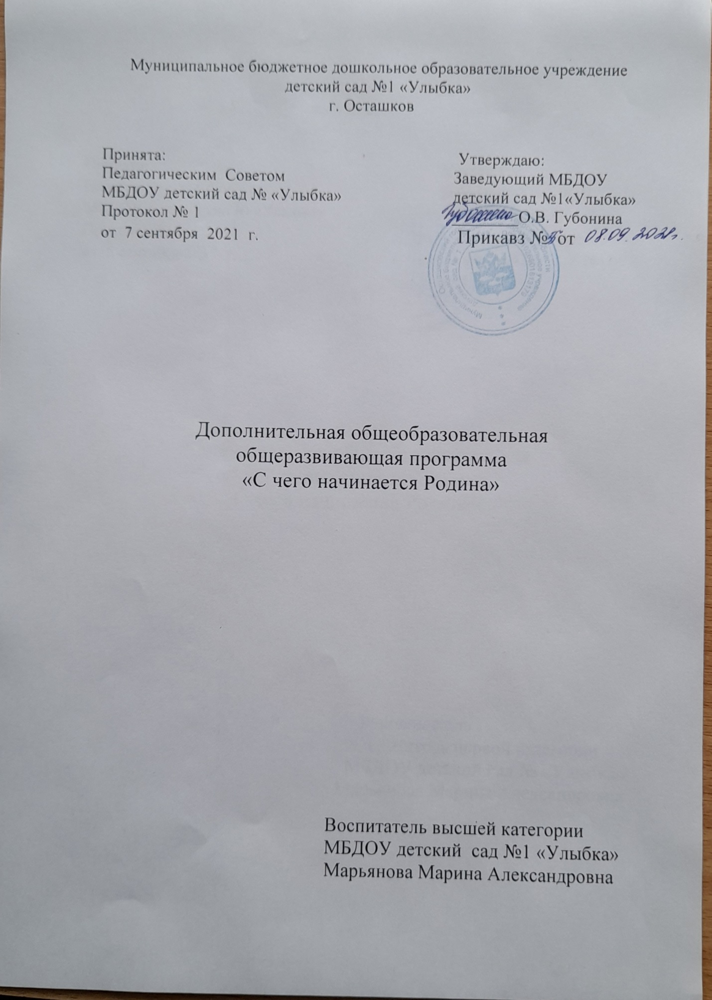 Муниципальное бюджетное дошкольное образовательное учреждение
детский сад №1 «Улыбка»
г. Осташков
Принята:
Педагогическим Советом
МБДОУ детский сад № «Улыбка»
Протокол № 1
от 7 сентября 2021 г.
Утверждаю:
Заведующий МБДОУ
детский сад №1«Улыбка»
О.В. Губонина
Прикавз № от 08.09.2021г.
Дополнительная общеобразовательная
общеразвивающая программа
«С чего начинается Родина»
Воспитатель высшей категории
МБДОУ детский сад №1 «Улыбка»
Марьянова Марина Александровна